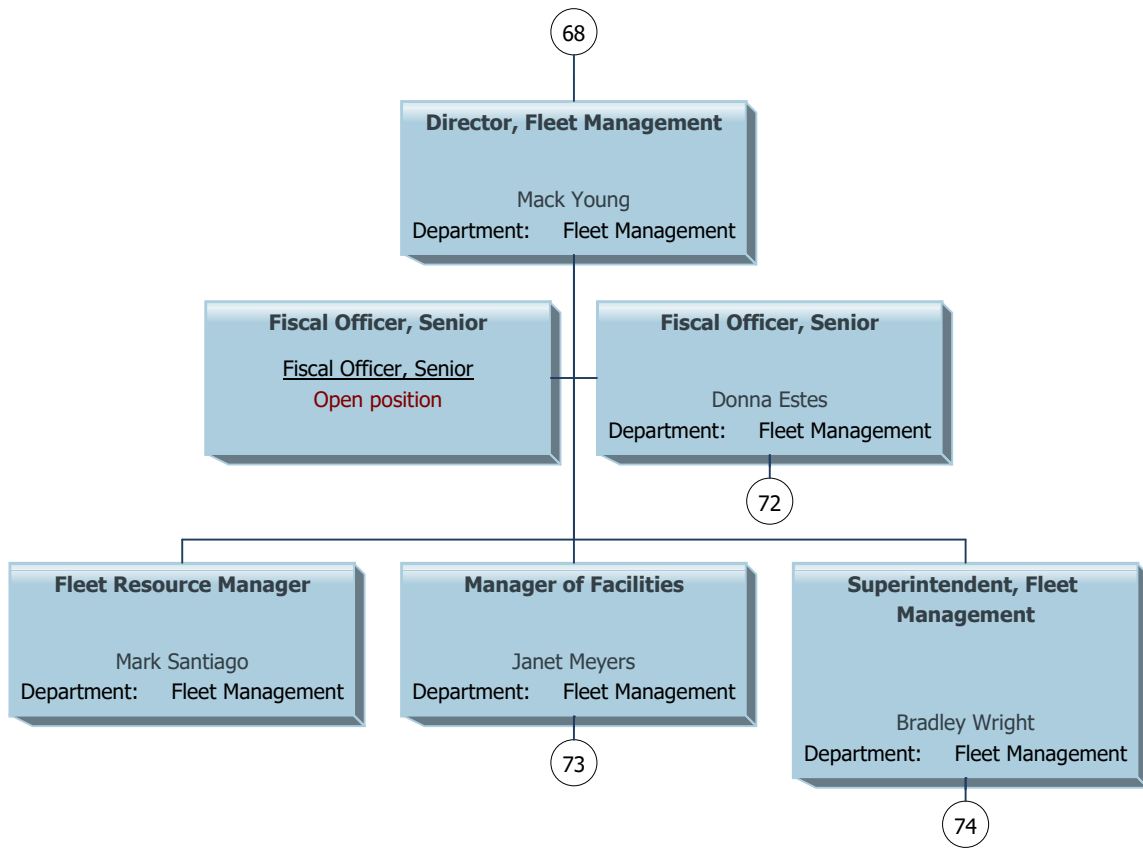 68
Director, Fleet Management
Mack Young
Department: Fleet Management
Fiscal Officer, Senior
Fiscal Officer, Senior
Open position
Fiscal Officer, Senior
Donna Estes
Department: Fleet Management
72
Fleet Resource Manager
Mark Santiago
Department: Fleet Management
Manager of Facilities
Janet Meyers
Department: Fleet Management
73
Superintendent, Fleet
Management
Bradley Wright
Department: Fleet Management
74